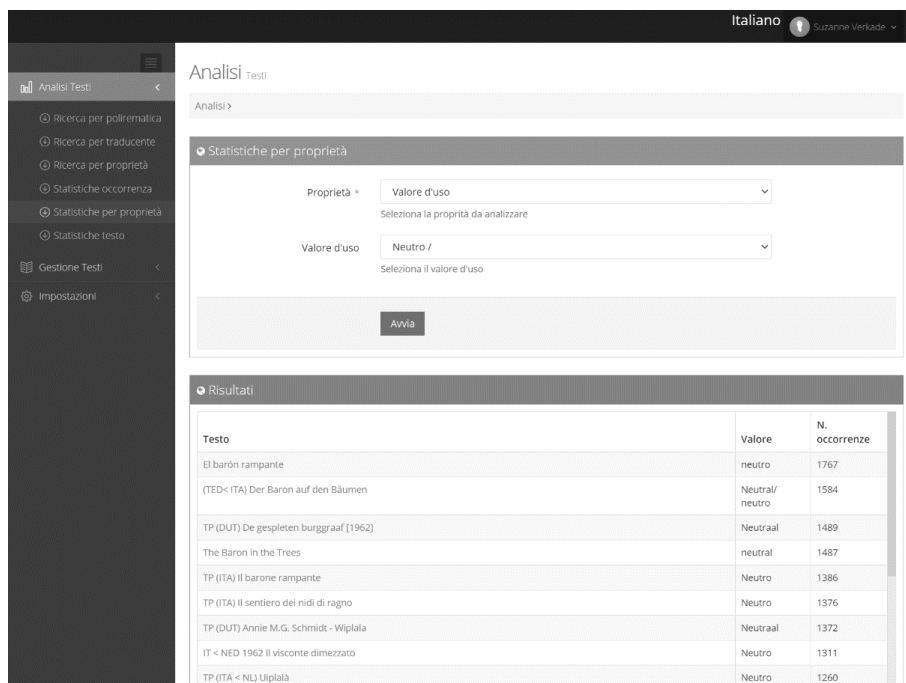 Italiano
Suzanne Verkade
Analisi Testi
Ricerca per polirematica
Ricerca per traducente
Ricerca per proprietà
Statistiche occorrenza
Statistiche per proprietà
Statistiche testo
Gestione Testi
Impostazioni
Analisi Testi
Analisi >
Statistiche per proprietà
Proprietà * Valore d'uso
Seleziona la proprità da analizzare
Valore d'uso Neutro /
Seleziona il valore d'uso
Avvia
Risultati
Testo Valore N. occorrenze
El barón rampante neutro 1767
(TED< ITA) Der Baron auf den Bäumen Neutral/ neutro 1584
TP (DUT) De gespleten burggraaf [1962] Neutraal 1489
The Baron in the Trees neutral 1487
TP (ITA) Il barone rampante Neutro 1386
TP (ITA) Il sentiero dei nidi di ragno Neutro 1376
TP (DUT) Annie M.G. Schmidt - Wiplala Neutraal 1372
IT < NED 1962 Il visconte dimezzato Neutro 1311
TP (ITA < NL) Uiplalà Neutro 1260